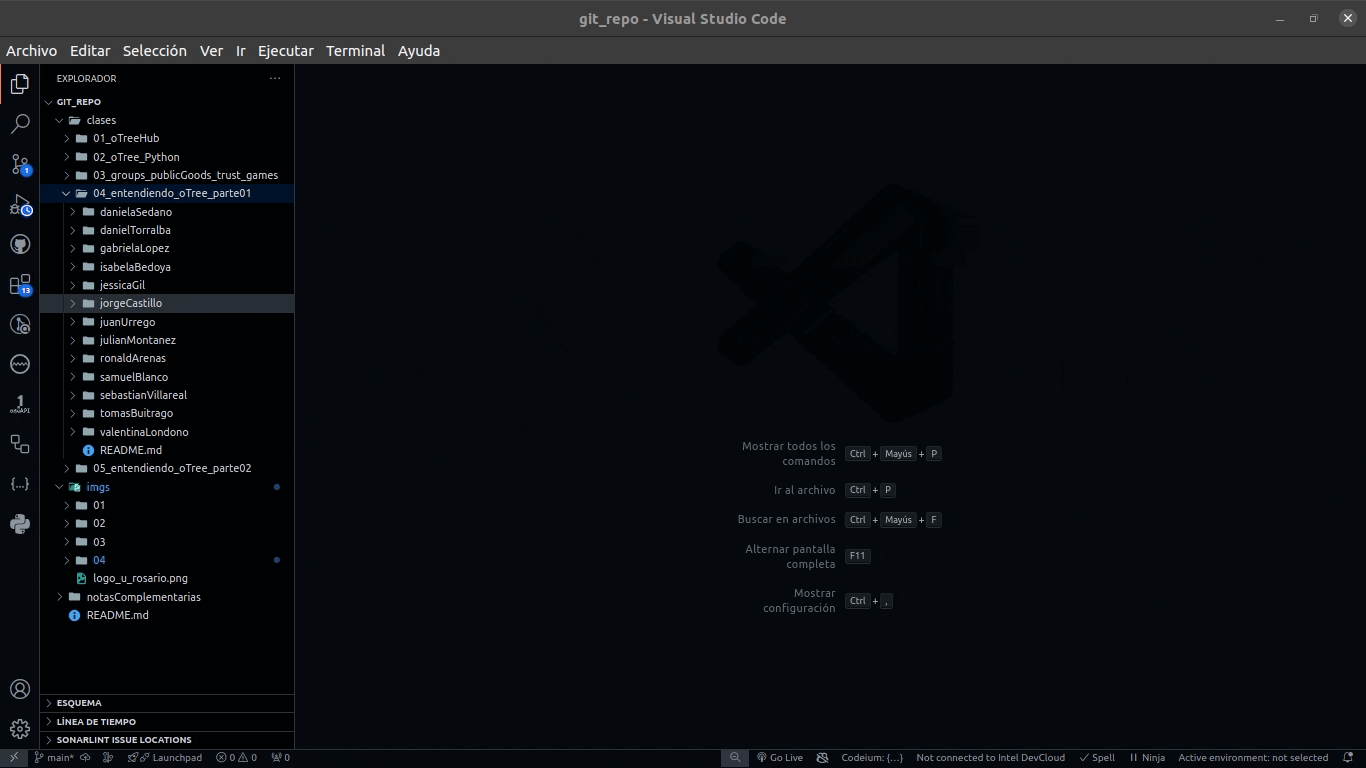 git_repo - Visual Studio Code
Archivo Editar Selección Ver Ir Ejecutar Terminal Ayuda
EXPLORADOR
GIT_REPO
clases
01_oTreeHub
02_oTree_Python
03_groups_publicGoods_trust_games
04_entendiendo_oTree_parte01
danielaSedano
danielTorralba
gabrielaLopez
isabelaBedoya
jessicaGil
jorgeCastillo
juanUrrego
julianMontanez
ronaldArenas
samuelBlanco
sebastianVillareal
tomasBuitrago
valentinaLondono
README.md
05_entendiendo_oTree_parte02
imgs
01
02
03
04
logo_u_rosario.png
notasComplementarias
README.md
ESQUEMA
LÍNEA DE TIEMPO
SONARLINT ISSUE LOCATIONS
1
13
1
oneAPI
{...}
Mostrar todos los
comandos
Ctrl + Mayús + P
Ir al archivo Ctrl + P
Buscar en archivos Ctrl + Mayús + F
Alternar pantalla
completa
F11
Mostrar
configuración
Ctrl + ,
main* Launchpad 0 0 0 Go Live Codeium: {...} Not connected to Intel DevCloud Spell Ninja Active environment: not selected